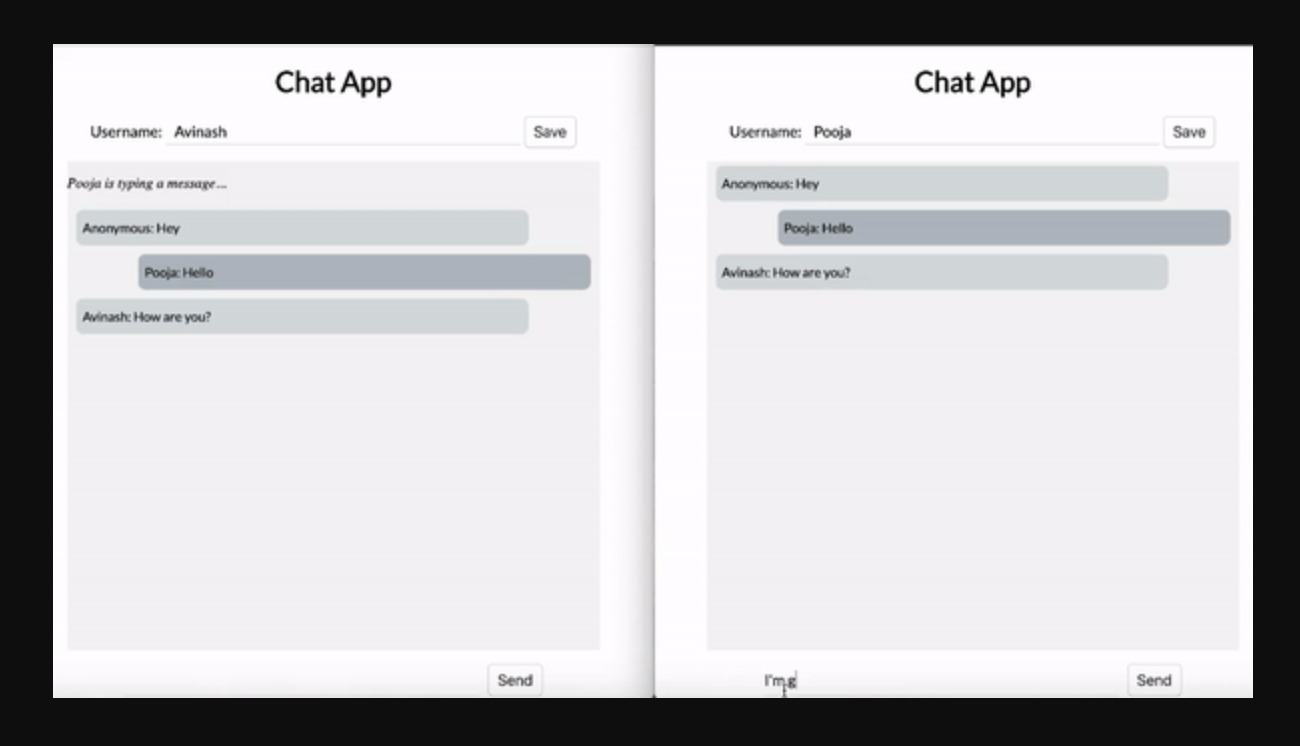 Chat App
Username: Avinash
Save
Pooja is typing a message...
Anonymous: Hey
Pooja: Hello
Avinash: How are you?
Send
Chat App
Username: Pooja
Save
Anonymous: Hey
Pooja: Hello
Avinash: How are you?
I'm g
Send